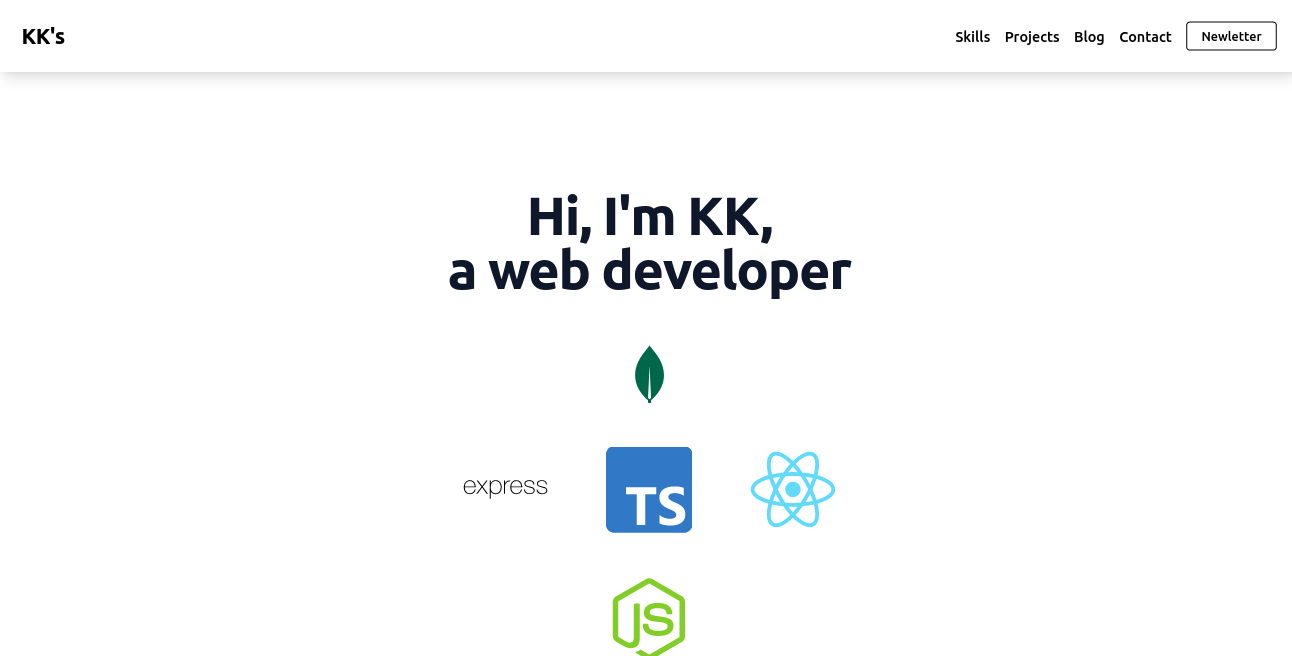 KK's
Skills Projects Blog Contact Newletter
Hi, I'm KK,
a web developer
express
TS
JS